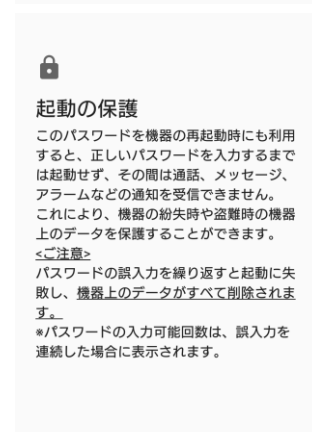 起動の保護
このパスワードを機器の再起動時にも利用
すると、正しいパスワードを入力するまで
は起動せず、その間は通話、メッセージ、
アラームなどの通知を受信できません。
これにより、機器の紛失時や盗難時の機器
上のデータを保護することができます。
<ご注意>
パスワードの誤入力を繰り返すと起動に失
敗し、機器上のデータがすべて削除されま
す。
※パスワードの入力可能回数は、誤入力を
連続した場合に表示されます。